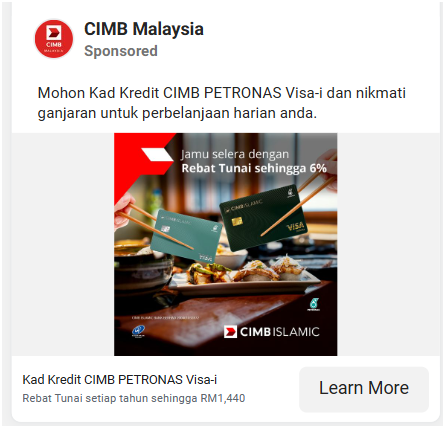 CIMB Malaysia
Sponsored
Mohon Kad Kredit CIMB PETRONAS Visa-i dan nikmati
ganjaran untuk perbelanjaan harian anda.
Jamu selera dengan
Rebat Tunai sehingga 6%
CIMB ISLAMIC
VISA
CIMB ISLAMIC
Kad Kredit CIMB PETRONAS Visa-i
Rebat Tunai setiap tahun sehingga RM1,440
Learn More